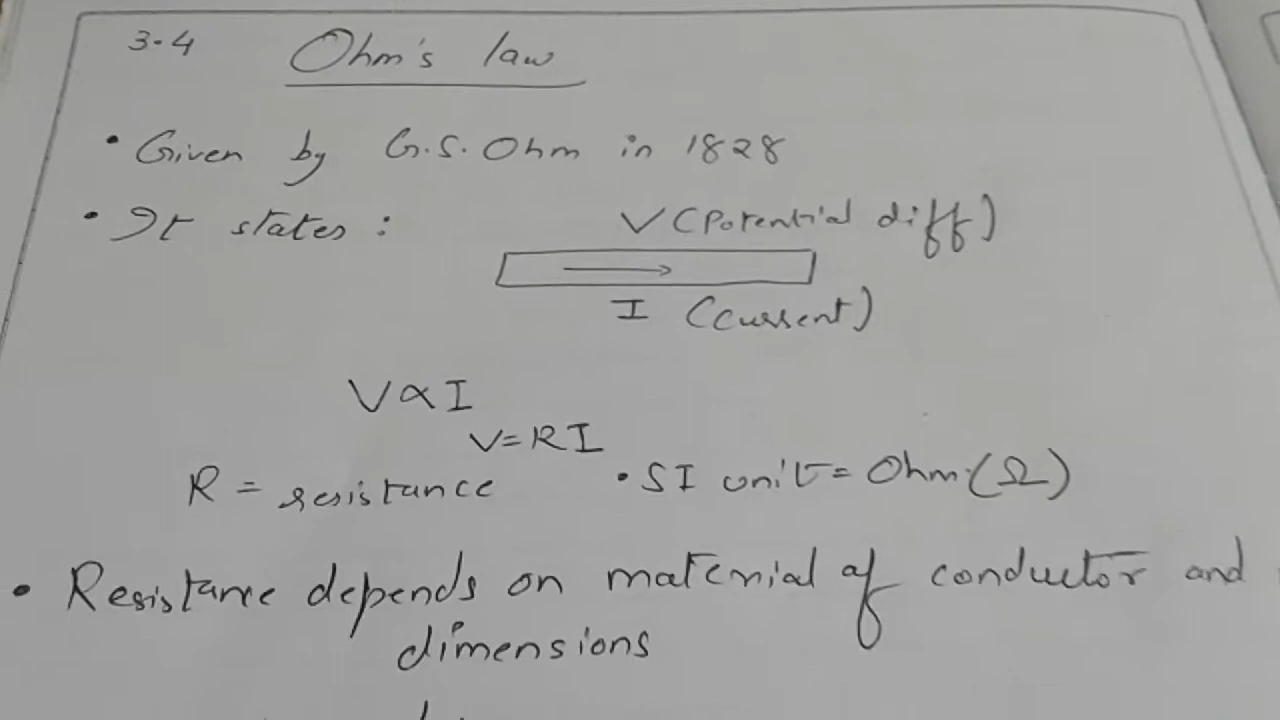 3.4 Ohm's law
• Given by G.S. Ohm in 1828
• It states :
V (Potential diff)
I (Current)
V ∝ I
V = RI
R = resistance • SI unit = Ohm (Ω)
• Resistance depends on material of conductor and
dimensions